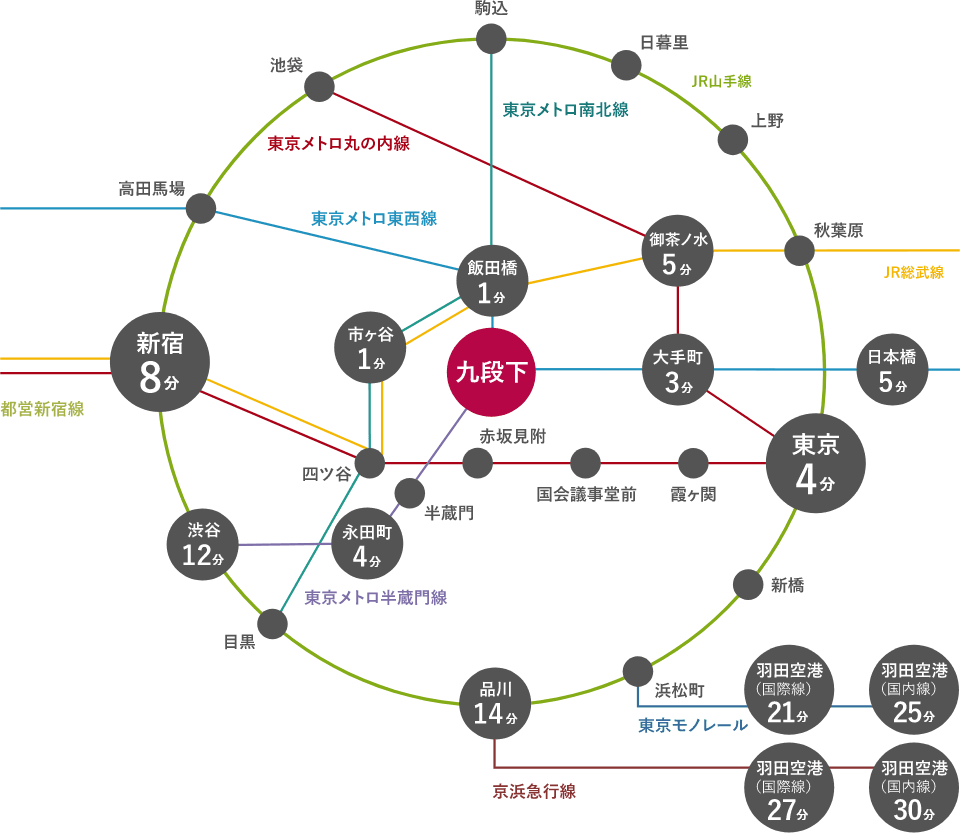 駒込
日暮里
池袋
JR山手線
東京メトロ南北線
上野
東京メトロ丸の内線
高田馬場
東京メトロ東西線
御茶ノ水
5分
秋葉原
飯田橋
1分
JR総武線
市ヶ谷
1分
新宿
8分
九段下
大手町
3分
日本橋
5分
都営新宿線
赤坂見附
東京
4分
四ツ谷
国会議事堂前
霞ヶ関
半蔵門
渋谷
12分
永田町
4分
新橋
東京メトロ半蔵門線
目黒
品川
14分
浜松町
羽田空港
(国際線)
21分
羽田空港
(国内線)
25分
東京モノレール
京浜急行線
羽田空港
(国際線)
27分
羽田空港
(国内線)
30分